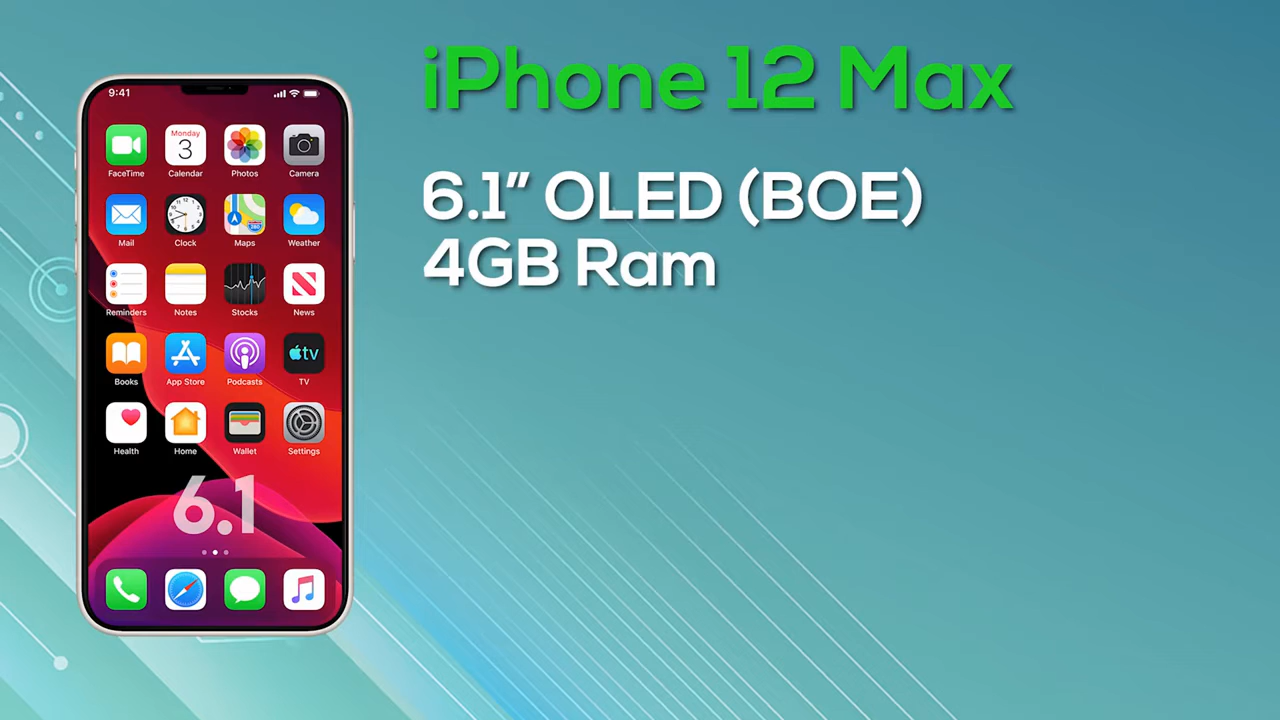 iPhone 12 Max
6.1” OLED (BOE)
4GB Ram
9:41
Monday
3
FaceTime Calendar Photos Camera
Mail Clock Maps Weather
Reminders Notes Stocks News
tv
Books App Store Podcasts TV
Health Home Wallet Settings
6.1